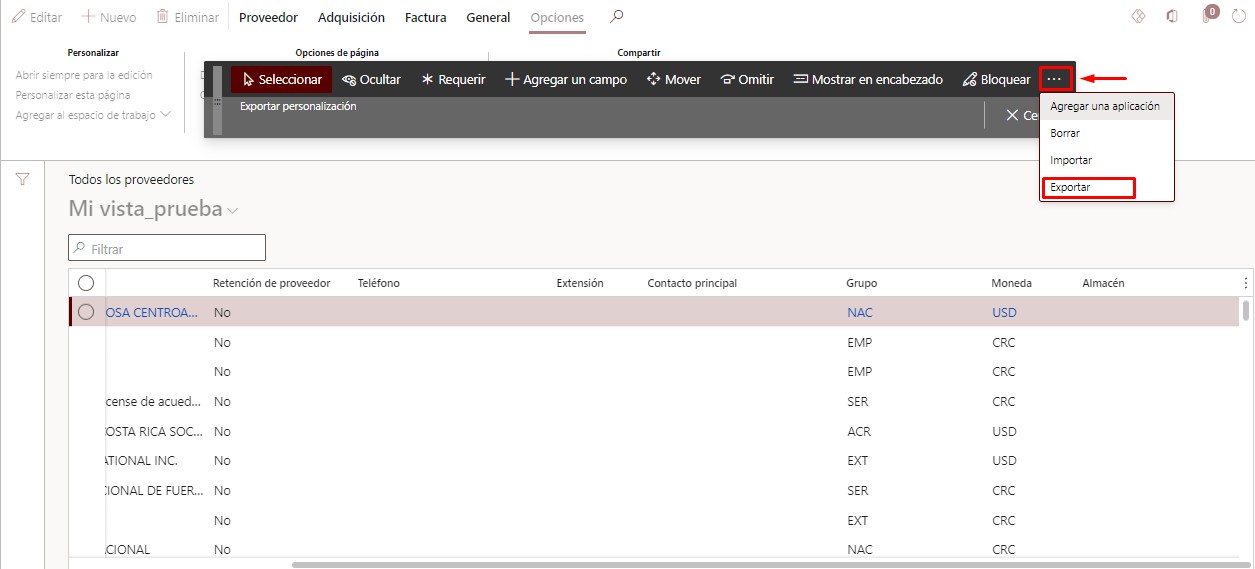 Editar Nuevo Eliminar Proveedor Adquisición Factura General Opciones 0
Personalizar Opciones de página Compartir
Abrir siempre para la edición
Personalizar esta página
Agregar al espacio de trabajo
Seleccionar Ocultar Requerir Agregar un campo Mover Omitir Mostrar en encabezado Bloquear ...
Exportar personalización
Agregar una aplicación
Borrar
Importar
Exportar
Todos los proveedores
Mi vista_prueba
Filtrar
Retención de proveedor Teléfono Extensión Contacto principal Grupo Moneda Almacén
OSA CENTROA... No NAC USD
No EMP CRC
No EMP CRC
cense de acued... No SER CRC
OSTA RICA SOC... No ACR USD
ATIONAL INC. No EXT USD
CIONAL DE FUER... No SER CRC
No EXT CRC
CIONAL No NAC CRC